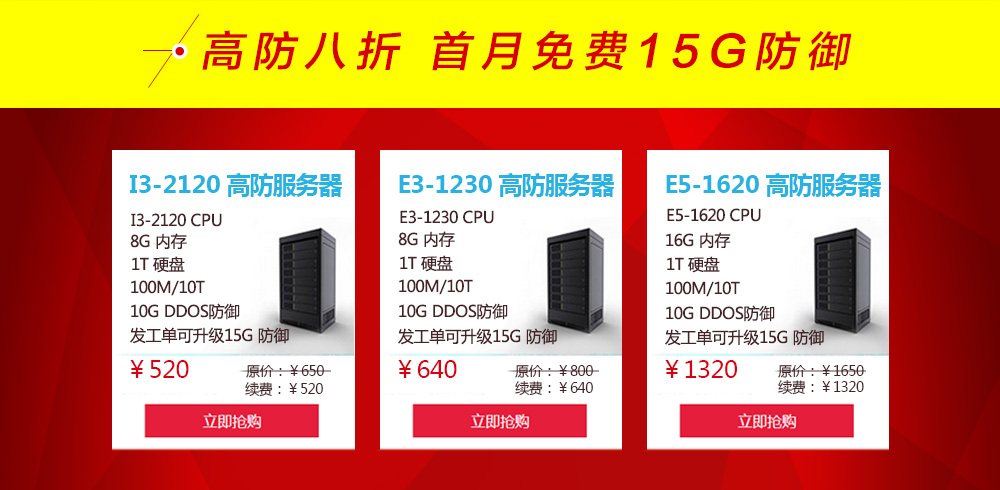 高防八折 首月免费15G防御
I3-2120 高防服务器
I3-2120 CPU
8G 内存
1T 硬盘
100M/10T
10G DDOS防御
发工单可升级15G 防御
￥520
原价：￥650
续费：￥520
立即抢购
E3-1230 高防服务器
E3-1230 CPU
8G 内存
1T 硬盘
100M/10T
10G DDOS防御
发工单可升级15G 防御
￥640
原价：￥800
续费：￥640
立即抢购
E5-1620 高防服务器
E5-1620 CPU
16G 内存
1T 硬盘
100M/10T
10G DDOS防御
发工单可升级15G 防御
￥1320
原价：￥1650
续费：￥1320
立即抢购